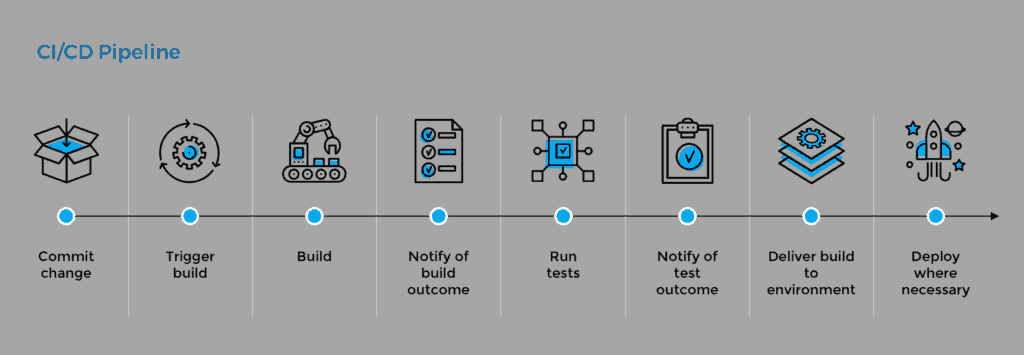 CI/CD Pipeline
Commit
change
Trigger
build
Build
Notify of
build
outcome
Run
tests
Notify of
test
outcome
Deliver build
to
environment
Deploy
where
necessary